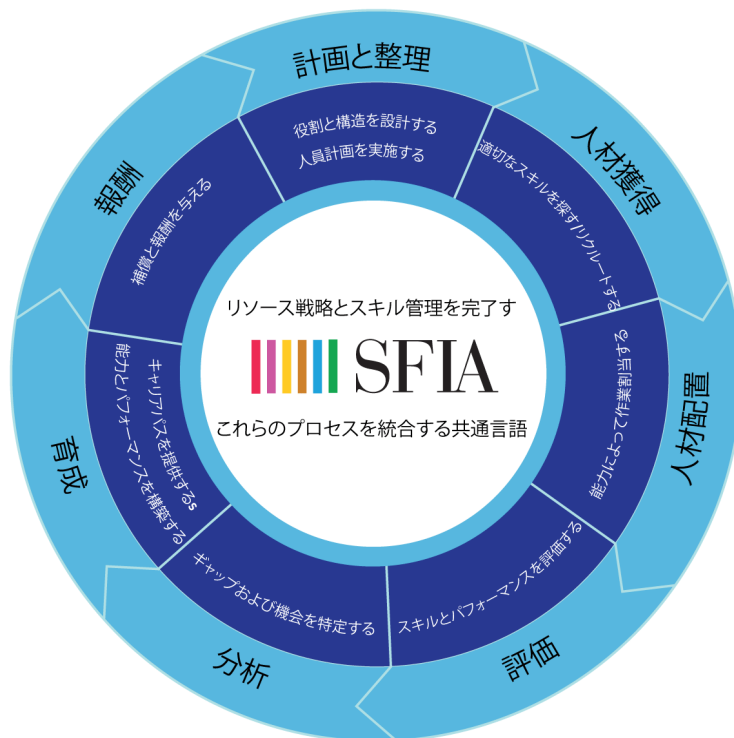 計画と整理
役割と構造を設計する
人員計画を実施する
人材獲得
適切なスキルを探す/リクルートする
人材配置
能力によって作業割当する
評価
スキルとパフォーマンスを評価する
分析
ギャップおよび機会を特定する
育成
キャリアパスを提供するs
能力とパフォーマンスを構築する
報酬
補償と報酬を与える
リソース戦略とスキル管理を完了す
SFIA
これらのプロセスを統合する共通言語